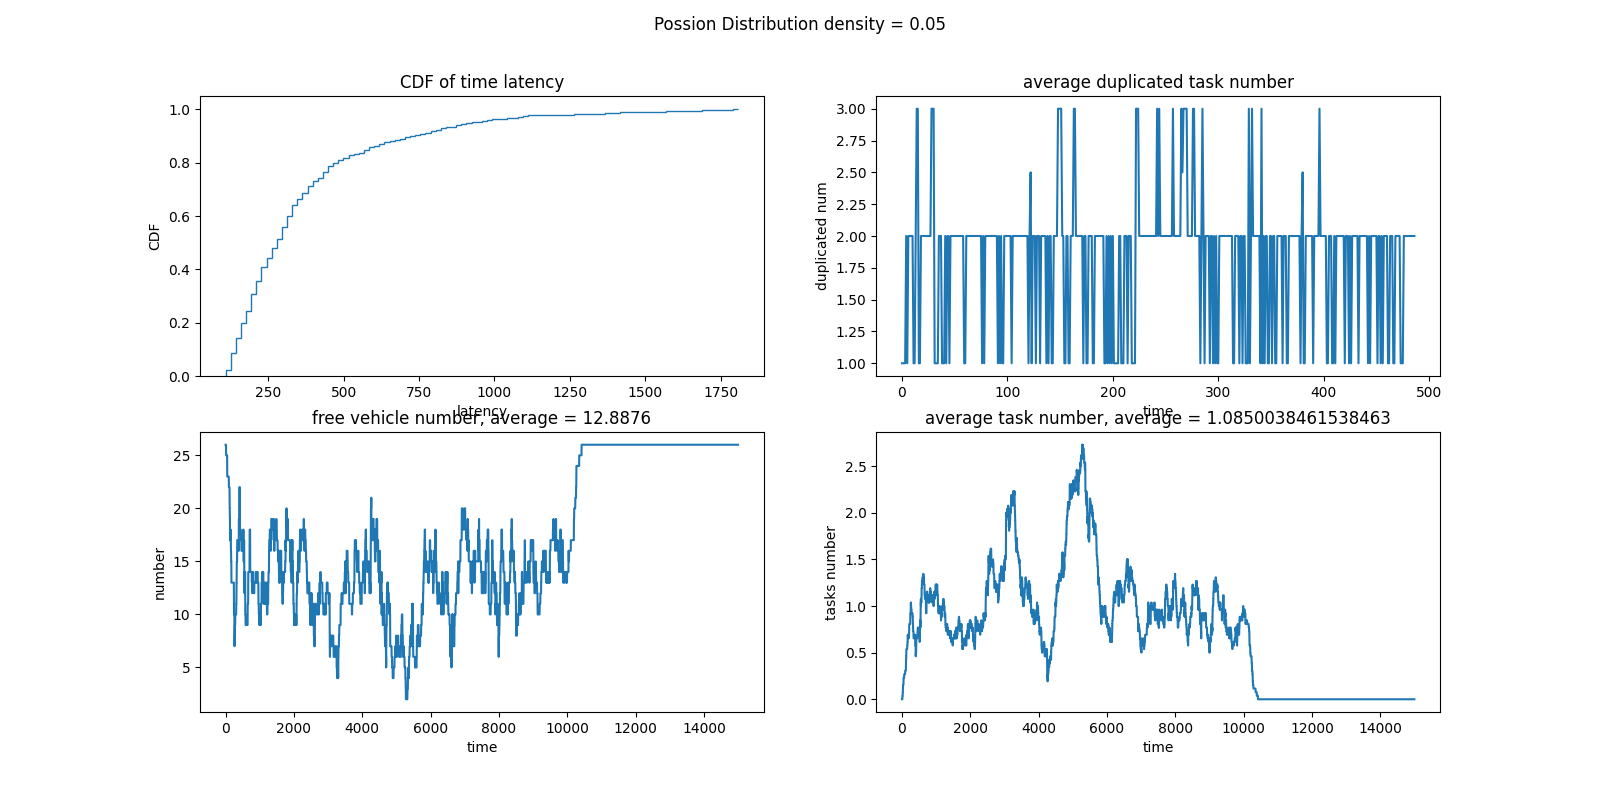 Possion Distribution density = 0.05
CDF of time latency
1.0
0.8
0.6
0.4
0.2
0.0
CDF
250 500 750 1000 1250 1500 1750
latency
average duplicated task number
3.00
2.75
2.50
2.25
2.00
1.75
1.50
1.25
1.00
duplicated num
0 100 200 300 400 500
time
free vehicle number, average = 12.8876
25
20
15
10
5
number
0 2000 4000 6000 8000 10000 12000 14000
time
average task number, average = 1.0850038461538463
2.5
2.0
1.5
1.0
0.5
0.0
tasks number
0 2000 4000 6000 8000 10000 12000 14000
time